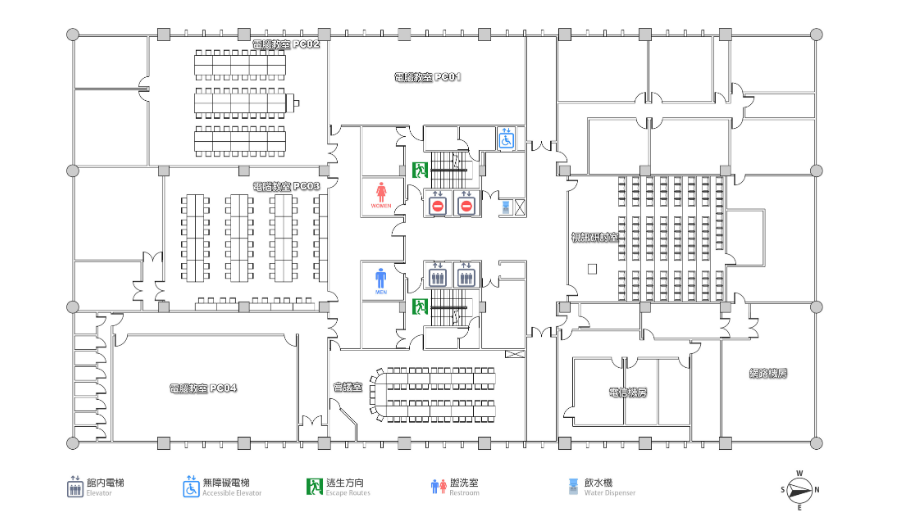 電腦教室 PC02
電腦教室 PC01
電腦教室 PC03
WOMEN
視訊研討室
MEN
電腦教室 PC04
會議室
電信機房
網路機房
館內電梯
Elevator
無障礙電梯
Accessible Elevator
逃生方向
Escape Routes
盥洗室
Restroom
飲水機
Water Dispenser
W
S N
E